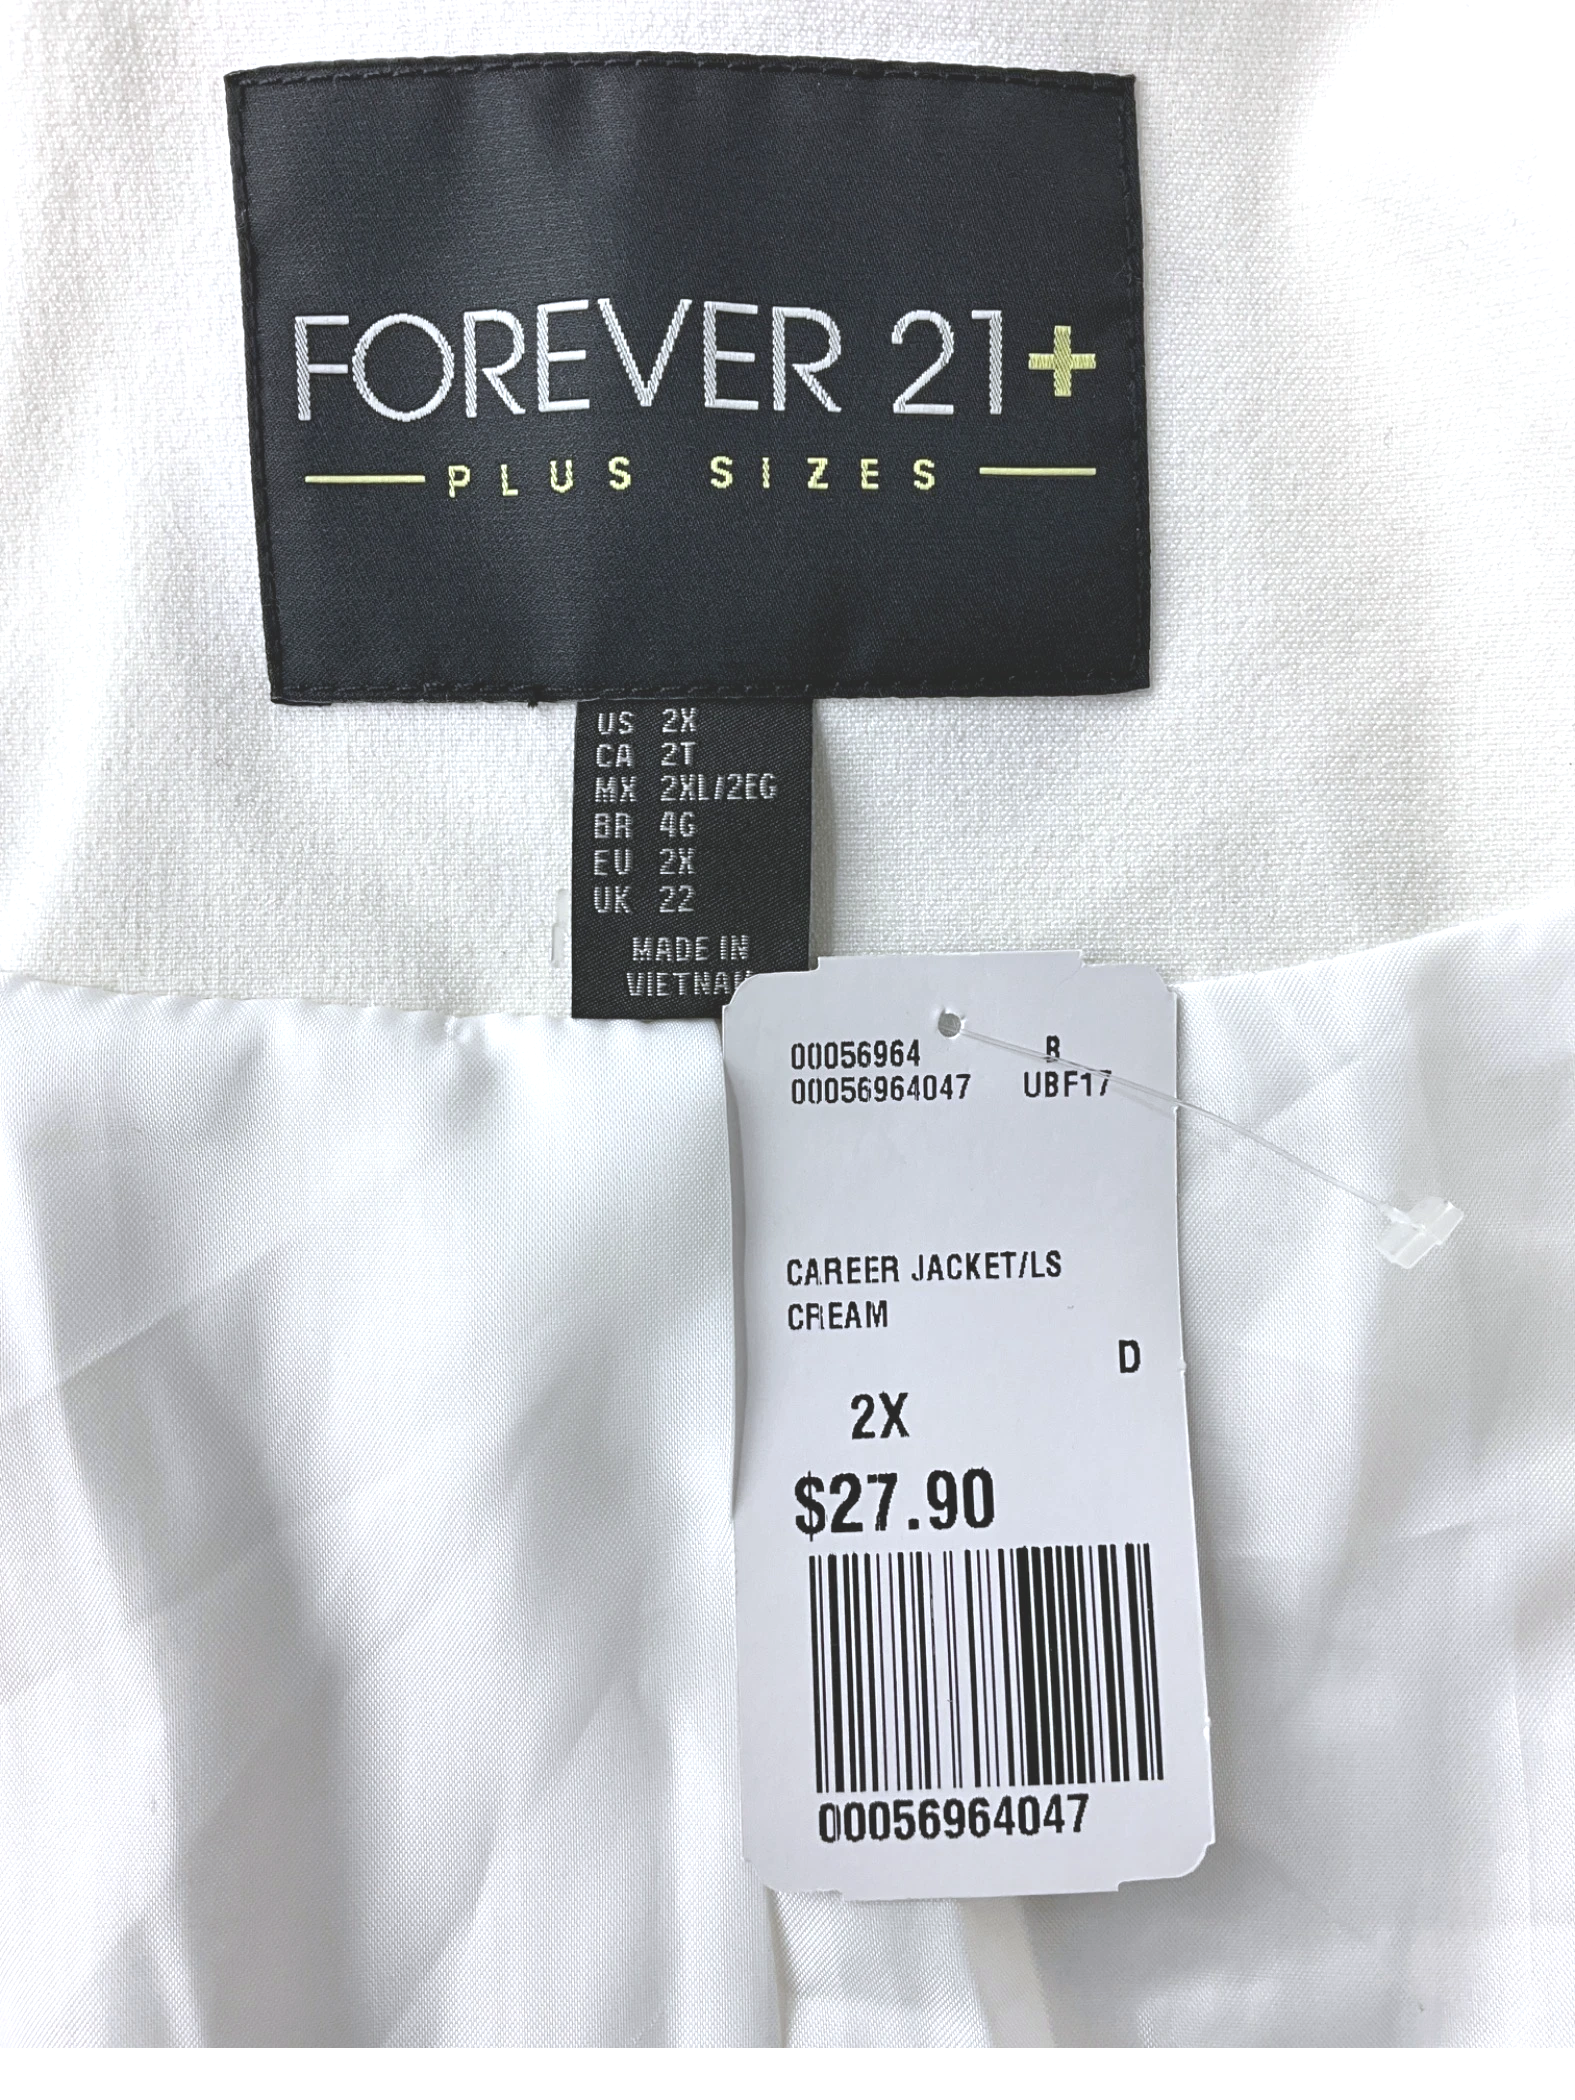 FOREVER 21+
PLUS SIZES
US 2X
CA 2T
MX 2XL/2EG
BR 4G
EU 2X
UK 22
MADE IN
VIETNAM
00056964 B
00056964047 UBF17
CAREER JACKET/LS
CREAM
D
2X
$27.90
00056964047